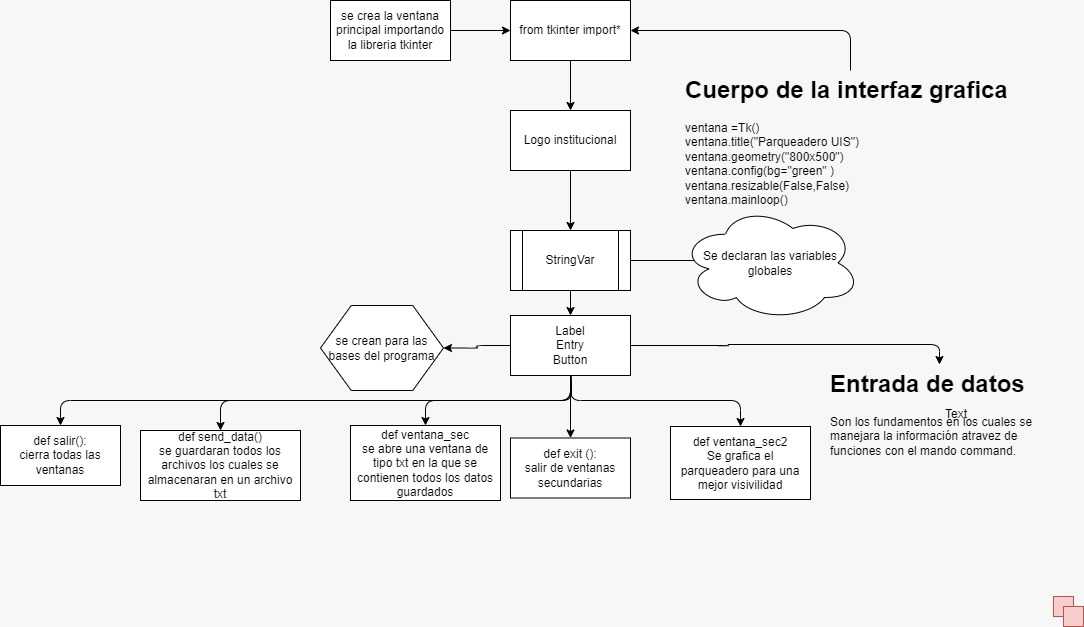 se crea la ventana
principal importando
la libreria tkinter
from tkinter import*
Cuerpo de la interfaz grafica
ventana =Tk()
ventana.title("Parqueadero UIS")
ventana.geometry("800x500")
ventana.config(bg="green" )
ventana.resizable(False,False)
ventana.mainloop()
Logo institucional
StringVar
Se declaran las variables
globales
Label
Entry
Button
se crean para las
bases del programa
Entrada de datos
Text
Son los fundamentos en los cuales se
manejara la información atravez de
funciones con el mando command.
def salir():
cierra todas las
ventanas
def send_data()
se guardaran todos los
archivos los cuales se
almacenaran en un archivo
txt
def ventana_sec
se abre una ventana de
tipo txt en la que se
contienen todos los datos
guardados
def exit ():
salir de ventanas
secundarias
def ventana_sec2
Se grafica el
parqueadero para una
mejor visivilidad